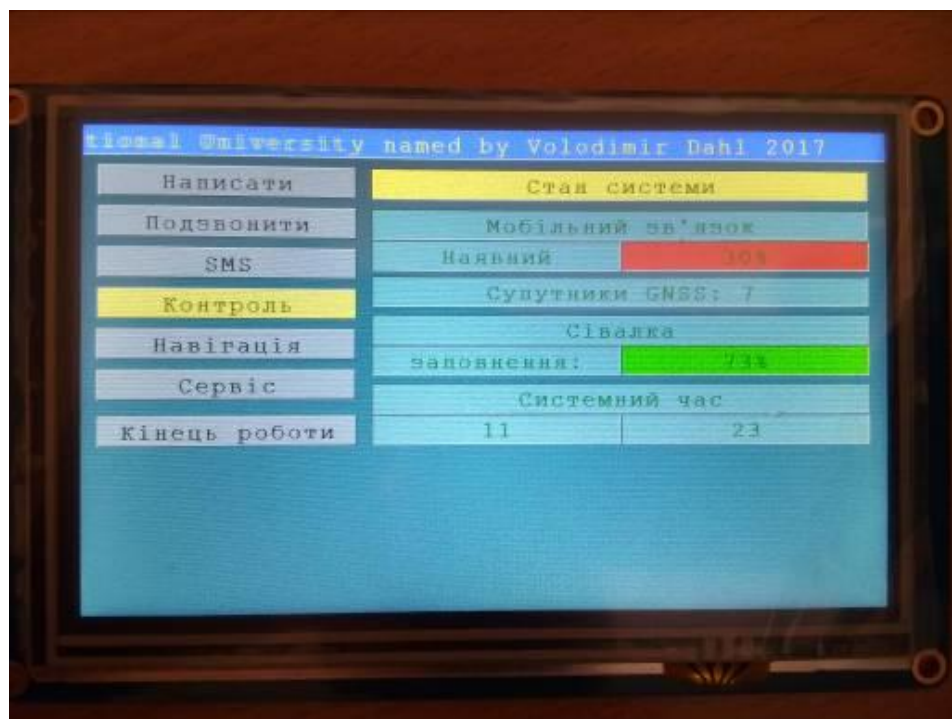 tional University named by Volodimir Dahl 2017
Написати
Подзвонити
SMS
Контроль
Навігація
Сервіс
Кінець роботи
Стан системи
Мобільний зв'язок
Наявний 30%
Супутники GNSS: 7
Сівалка
заповнення: 73%
Системний час
11 23